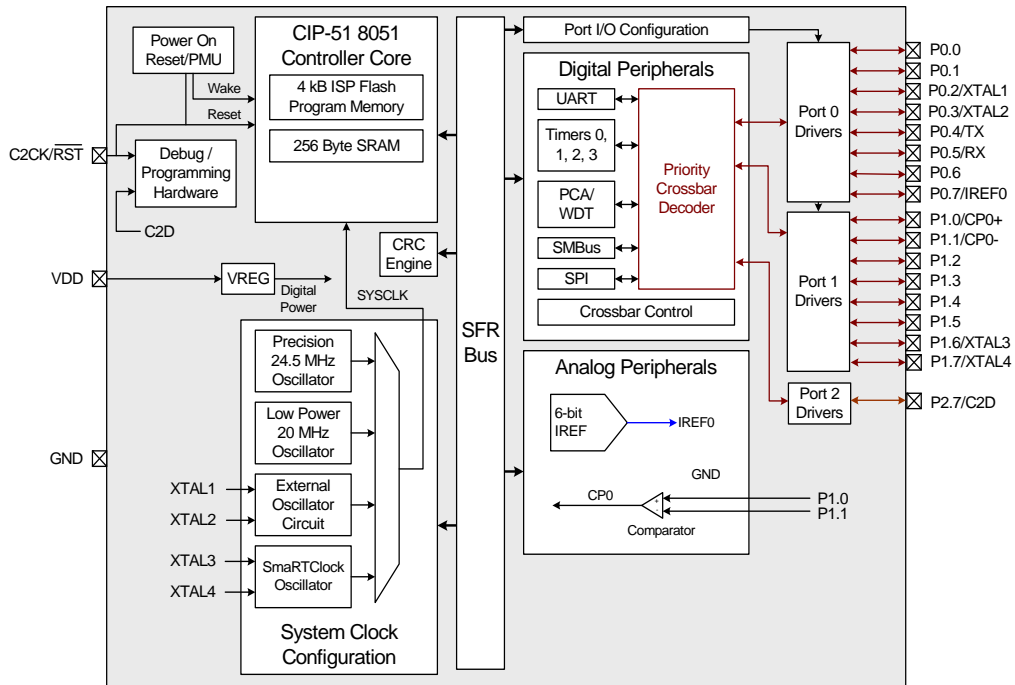 Power On
Reset/PMU
Wake
Reset
C2CK/RST
Debug /
Programming
Hardware
C2D
VDD
VREG
Digital
Power
GND
CIP-51 8051
Controller Core
4 kB ISP Flash
Program Memory
256 Byte SRAM
CRC
Engine
SYSCLK
Precision
24.5 MHz
Oscillator
Low Power
20 MHz
Oscillator
XTAL1
XTAL2
External
Oscillator
Circuit
XTAL3
XTAL4
SmaRTClock
Oscillator
System Clock
Configuration
SFR
Bus
Port I/O Configuration
Digital Peripherals
UART
Timers 0,
1, 2, 3
PCA/
WDT
SMBus
SPI
Priority
Crossbar
Decoder
Crossbar Control
Analog Peripherals
6-bit
IREF
IREF0
GND
CP0
+
-
Comparator
P1.0
P1.1
Port 0
Drivers
Port 1
Drivers
Port 2
Drivers
P0.0
P0.1
P0.2/XTAL1
P0.3/XTAL2
P0.4/TX
P0.5/RX
P0.6
P0.7/IREF0
P1.0/CP0+
P1.1/CP0-
P1.2
P1.3
P1.4
P1.5
P1.6/XTAL3
P1.7/XTAL4
P2.7/C2D